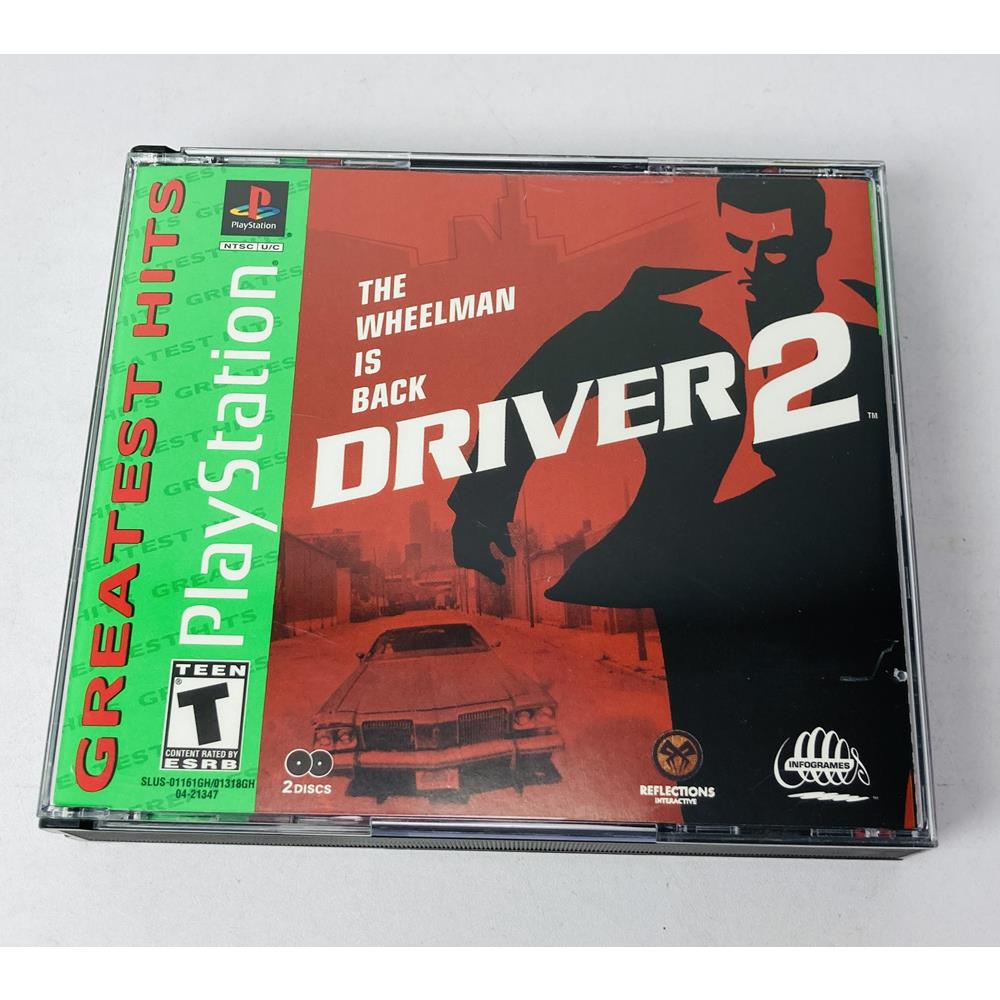 GREATEST HITS
PlayStation
NTSC U/C
PlayStation
THE
WHEELMAN
IS
BACK
DRIVER 2
TM
TEEN
T
CONTENT RATED BY
ESRB
SLUS-01161GH/01318GH
04-21347
2 DISCS
REFLECTIONS
INTERACTIVE
INFOGRAMES